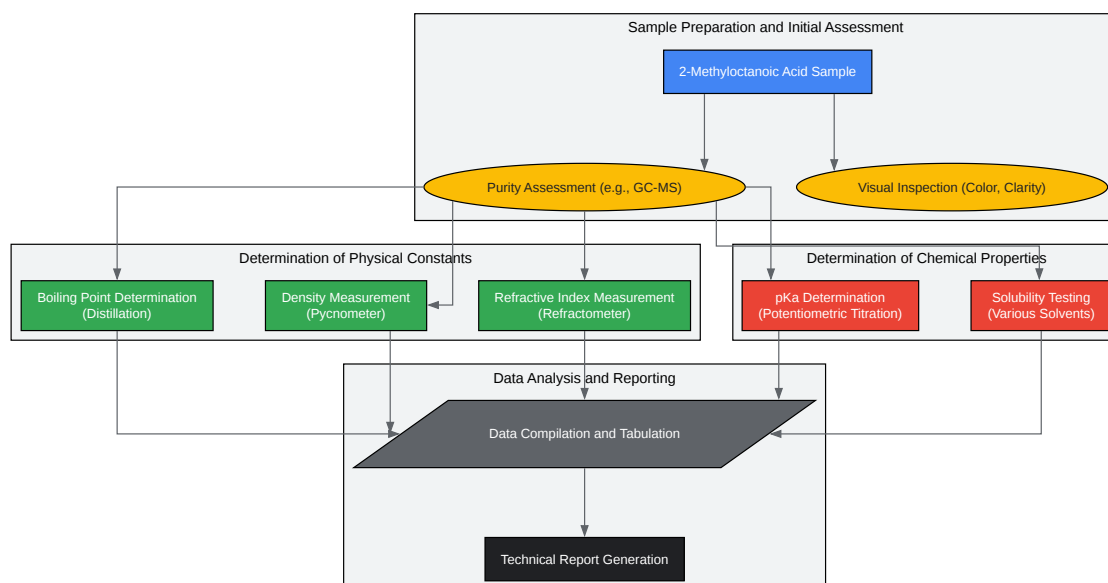 Sample Preparation and Initial Assessment
2-Methyloctanoic Acid Sample
Purity Assessment (e.g., GC-MS)
Visual Inspection (Color, Clarity)
Determination of Physical Constants
Boiling Point Determination
(Distillation)
Density Measurement
(Pycnometer)
Refractive Index Measurement
(Refractometer)
Determination of Chemical Properties
pKa Determination
(Potentiometric Titration)
Solubility Testing
(Various Solvents)
Data Analysis and Reporting
Data Compilation and Tabulation
Technical Report Generation